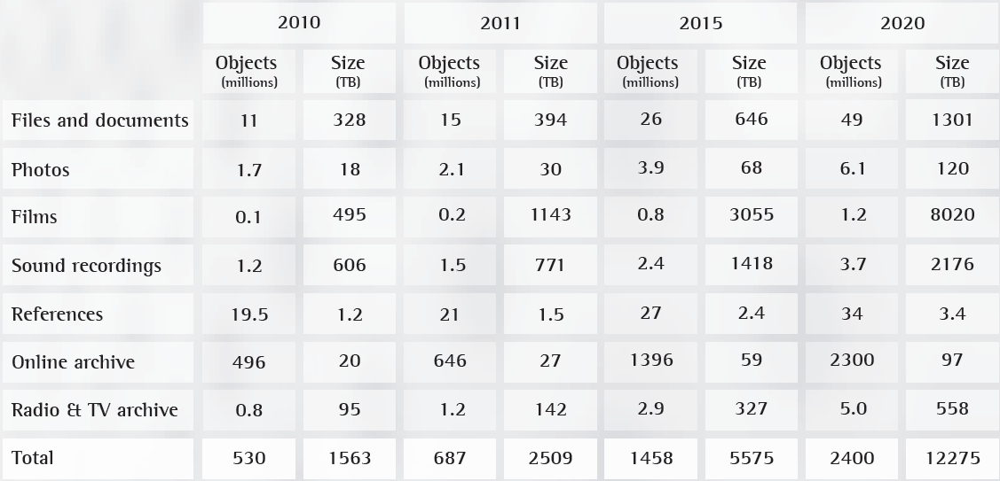 2010 2011 2015 2020
Objects Size Objects Size Objects Size Objects Size
(millions) (TB) (millions) (TB) (millions) (TB) (millions) (TB)
Files and documents 11 328 15 394 26 646 49 1301
Photos 1.7 18 2.1 30 3.9 68 6.1 120
Films 0.1 495 0.2 1143 0.8 3055 1.2 8020
Sound recordings 1.2 606 1.5 771 2.4 1418 3.7 2176
References 19.5 1.2 21 1.5 27 2.4 34 3.4
Online archive 496 20 646 27 1396 59 2300 97
Radio & TV archive 0.8 95 1.2 142 2.9 327 5.0 558
Total 530 1563 687 2509 1458 5575 2400 12275